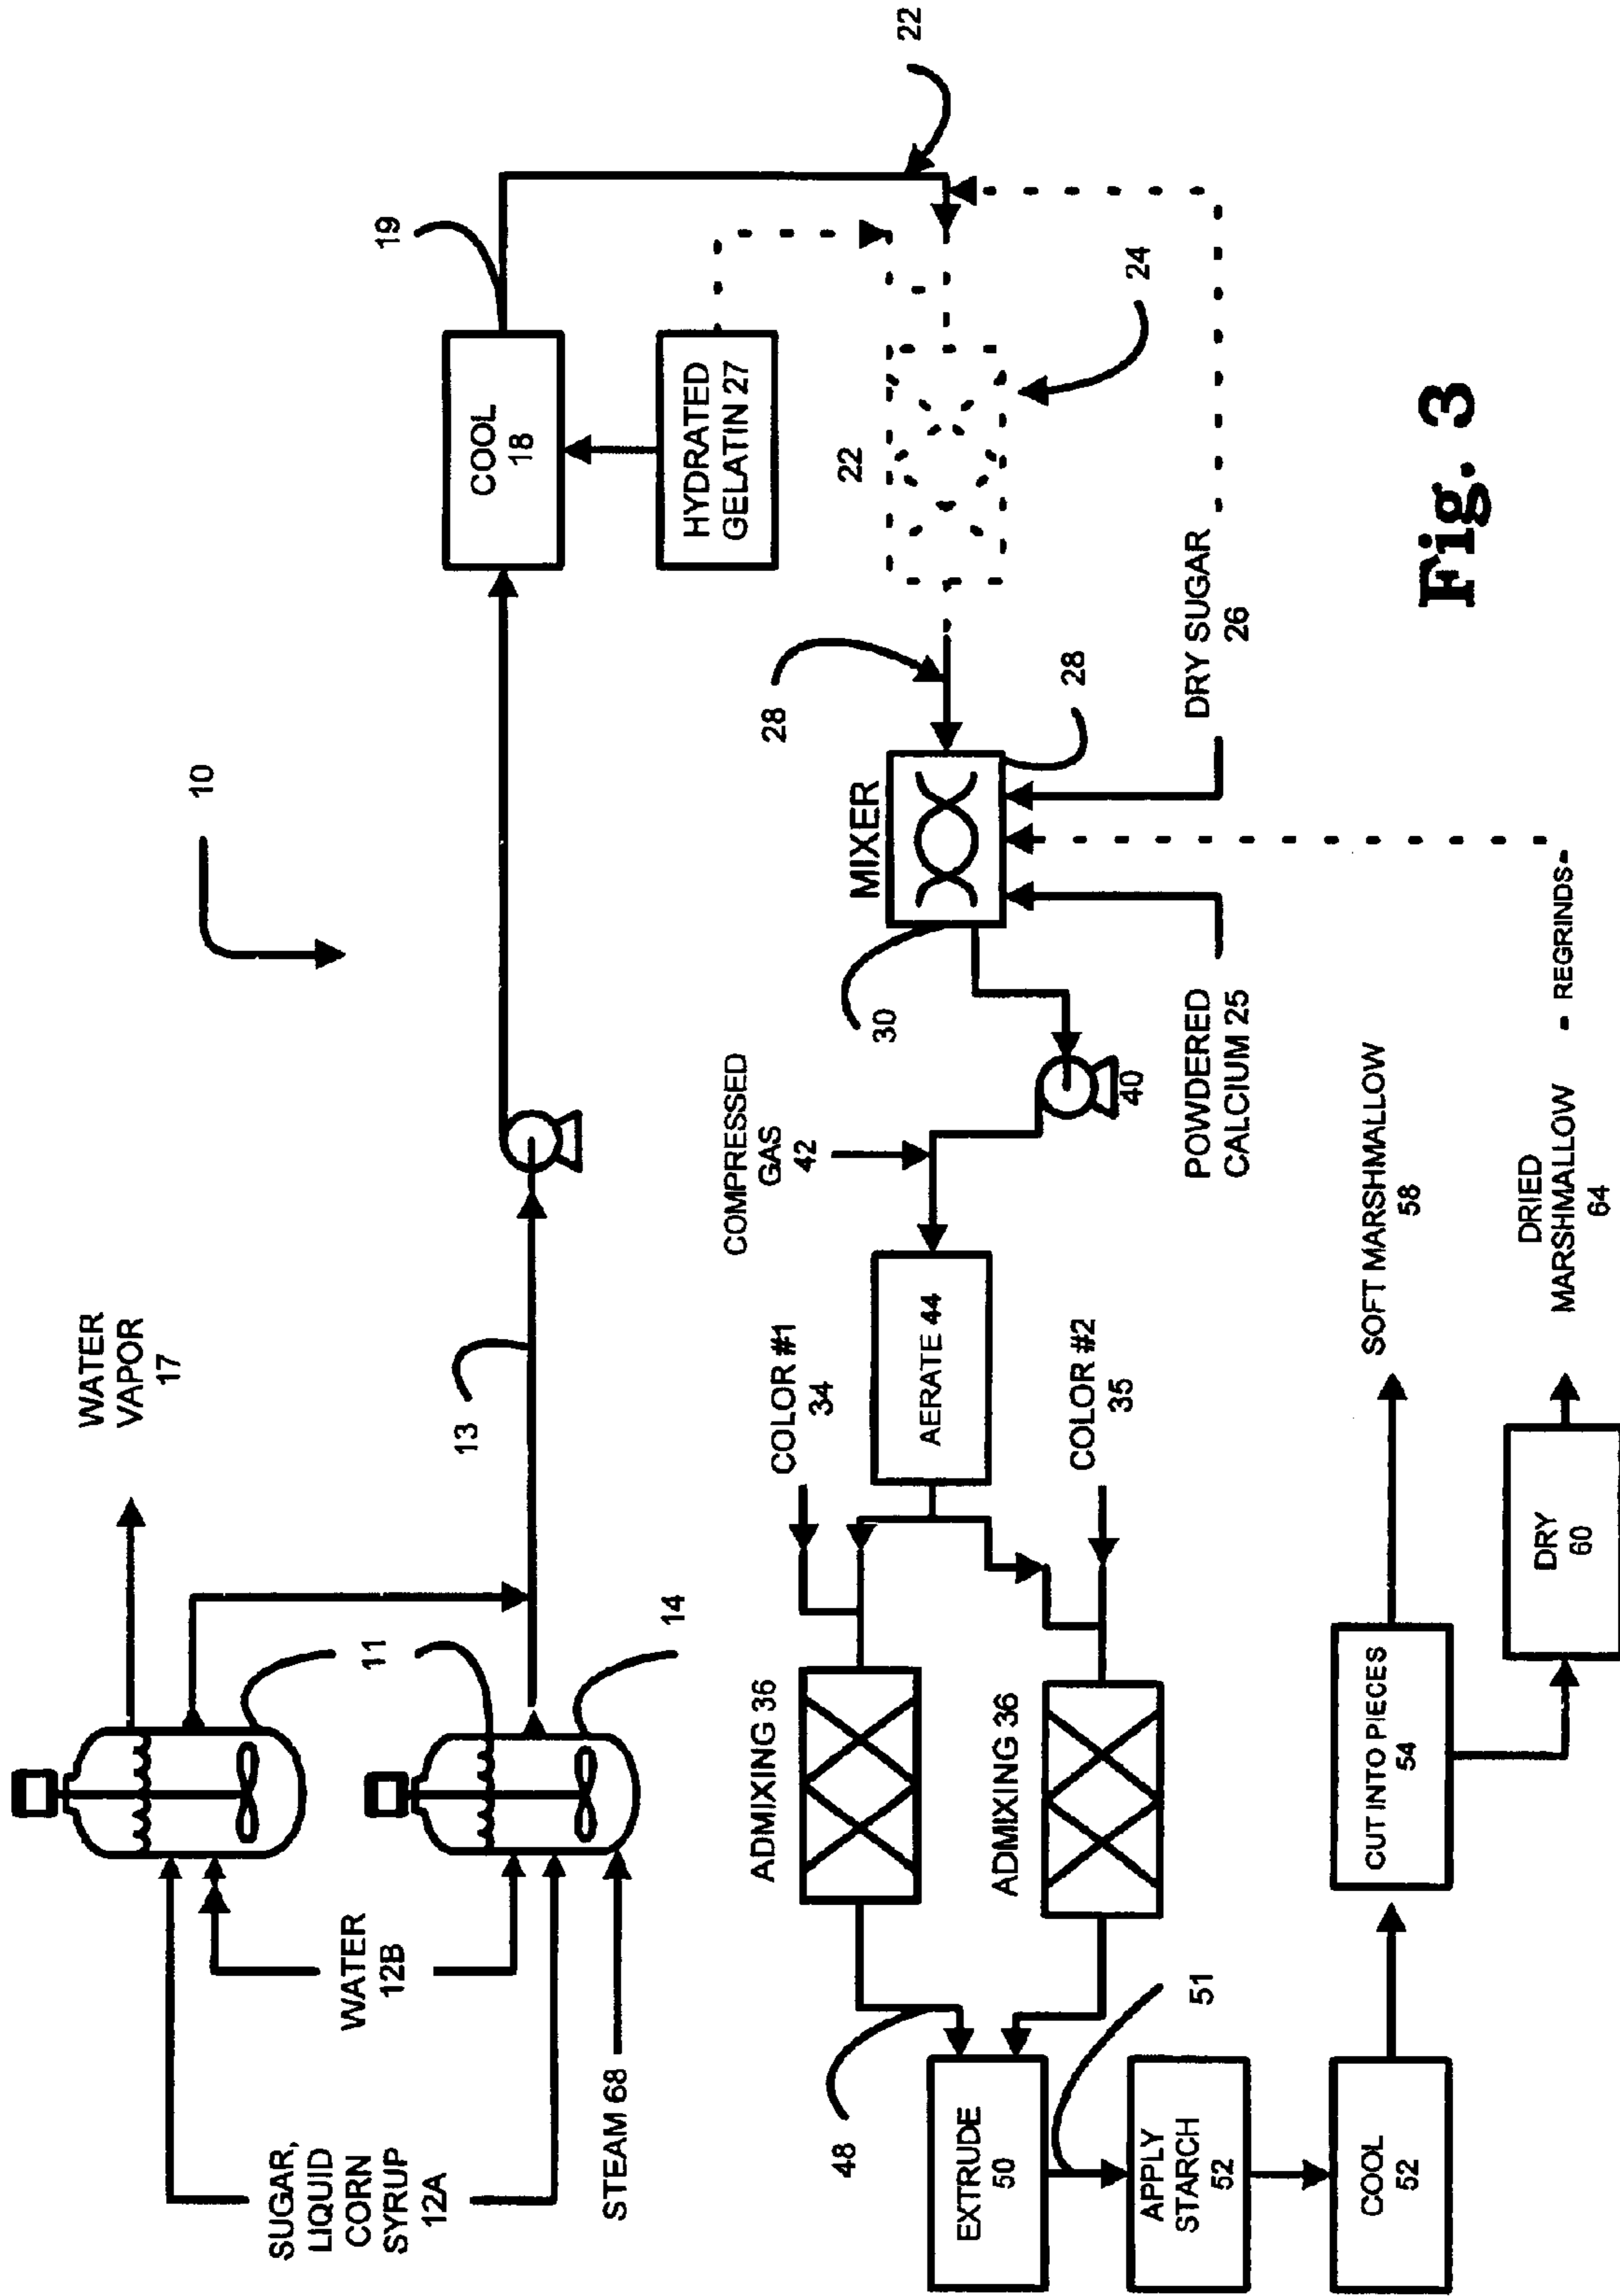 10
WATER
VAPOR
17
11
13
14
19
COOL
18
HYDRATED
GELATIN 27
22
SUGAR,
LIQUID
CORN
SYRUP
12A
WATER
12B
STEAM 68
22
24
28
MIXER
28
30
DRY SUGAR
26
POWDERED
CALCIUM 25
40
COMPRESSED
GAS
42
AERATE 44
COLOR #1
34
COLOR #2
35
ADMIXING 36
ADMIXING 36
48
EXTRUDE
50
51
APPLY
STARCH
52
COOL
52
CUT INTO PIECES
54
SOFT MARSHMALLOW
58
DRY
60
DRIED
MARSHMALLOW
64
REGRINDS
Fig. 3